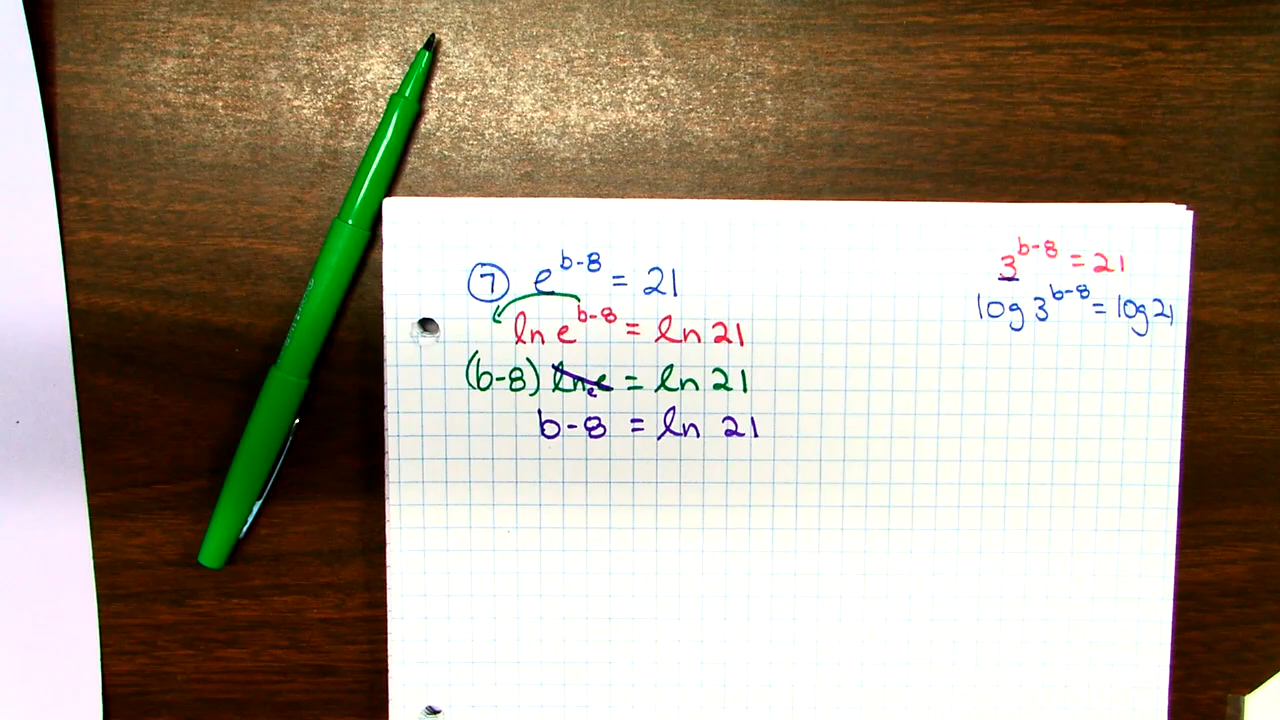 ⑦ e^(b-8) = 21
ln e^(b-8) = ln 21
(b-8) ln_e e = ln 21
b-8 = ln 21
3^(b-8) = 21
log 3^(b-8) = log 21